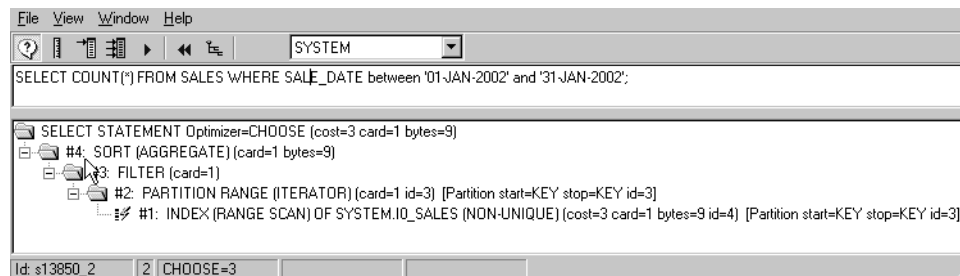 File View Window Help
SYSTEM
SELECT COUNT(*) FROM SALES WHERE SALE_DATE between '01-JAN-2002' and '31-JAN-2002';
SELECT STATEMENT Optimizer=CHOOSE (cost=3 card=1 bytes=9)
#4: SORT (AGGREGATE) (card=1 bytes=9)
#3: FILTER (card=1)
#2: PARTITION RANGE (ITERATOR) (card=1 id=3) [Partition start=KEY stop=KEY id=3]
#1: INDEX (RANGE SCAN) OF SYSTEM.I0_SALES (NON-UNIQUE) (cost=3 card=1 bytes=9 id=4) [Partition start=KEY stop=KEY id=3]
Id: s13850_2 2 CHOOSE=3